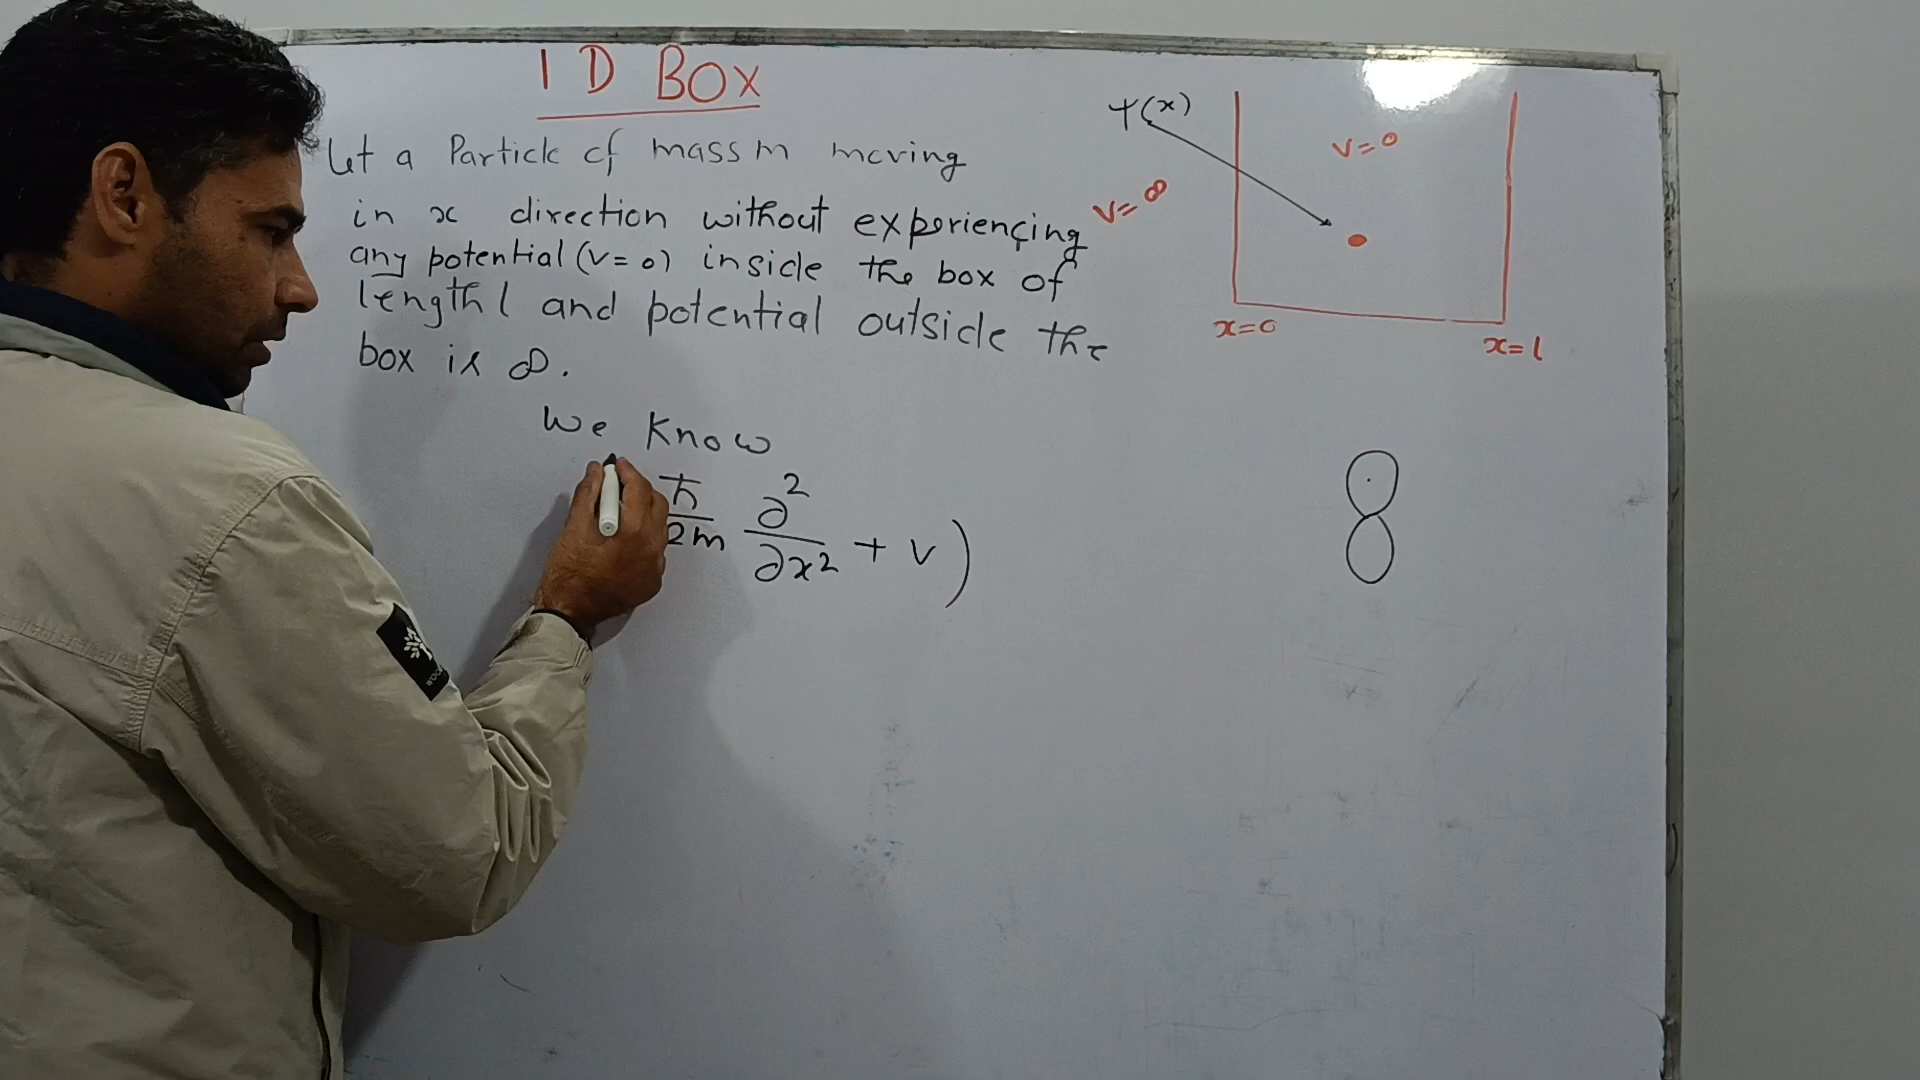 1 D BOX
Let a Particle of mass m moving
in x direction without experiencing
any potential (v = 0) inside the box of
length l and potential outside the
box is ∞.
We Know
ħ/2m ∂²/∂x² + v)
ψ(x)
v=0
v=∞
x=0
x=l
8